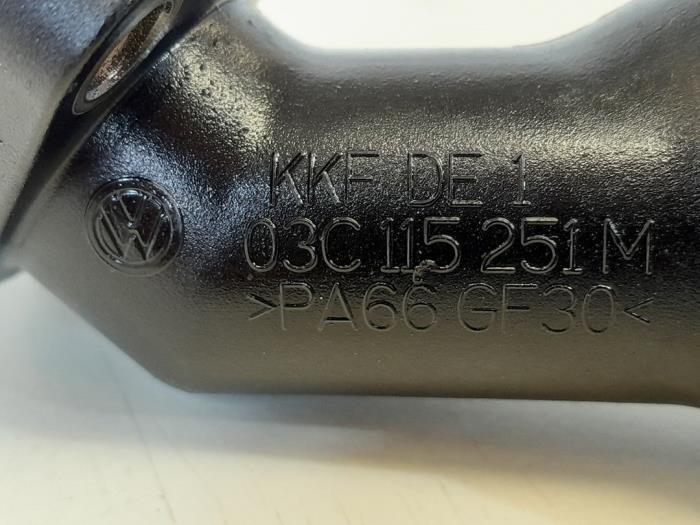 KKF DE 1
03C 115 251 M
>PA66 GF30<